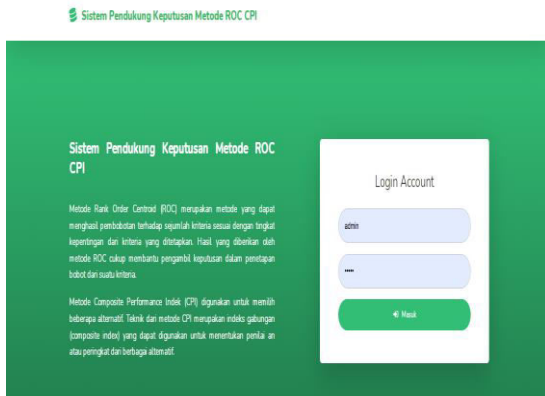 Sistem Pendukung Keputusan Metode ROC CPI
Sistem Pendukung Keputusan Metode ROC
CPI
Metode Rank Order Centroid (ROC) merupakan metode yang dapat
menghasil pembobotan terhadap sejumlah kriteria sesuai dengan tingkat
kepentingan dari kriteria yang ditetapkan. Hasil yang diberikan oleh
metode ROC cukup membantu pengambil keputusan dalam penetapan
bobot dari suatu kriteria.
Metode Composite Performance Indek (CPI) digunakan untuk memilih
beberapa alternatif. Teknik dari metode CPI merupakan indeks gabungan
(composite index) yang dapat digunakan untuk menentukan penilai an
atau peringkat dari berbagai alternatif.
Login Account
admin
•••••
Masuk